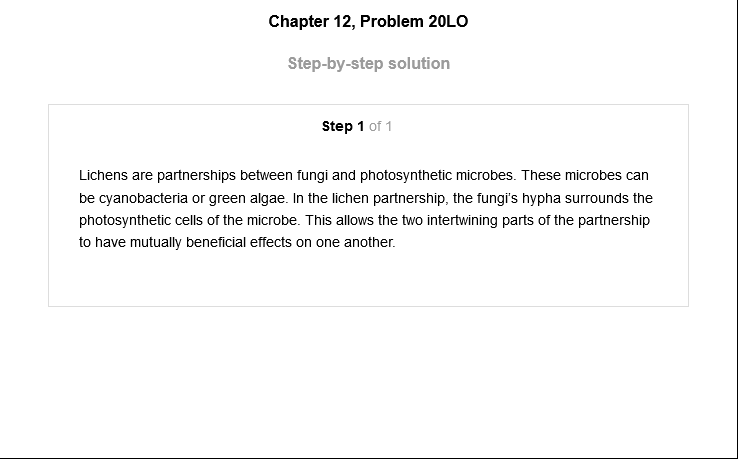 Chapter 12, Problem 20LO
Step-by-step solution
Step 1 of 1
Lichens are partnerships between fungi and photosynthetic microbes. These microbes can
be cyanobacteria or green algae. In the lichen partnership, the fungi's hypha surrounds the
photosynthetic cells of the microbe. This allows the two intertwining parts of the partnership
to have mutually beneficial effects on one another.